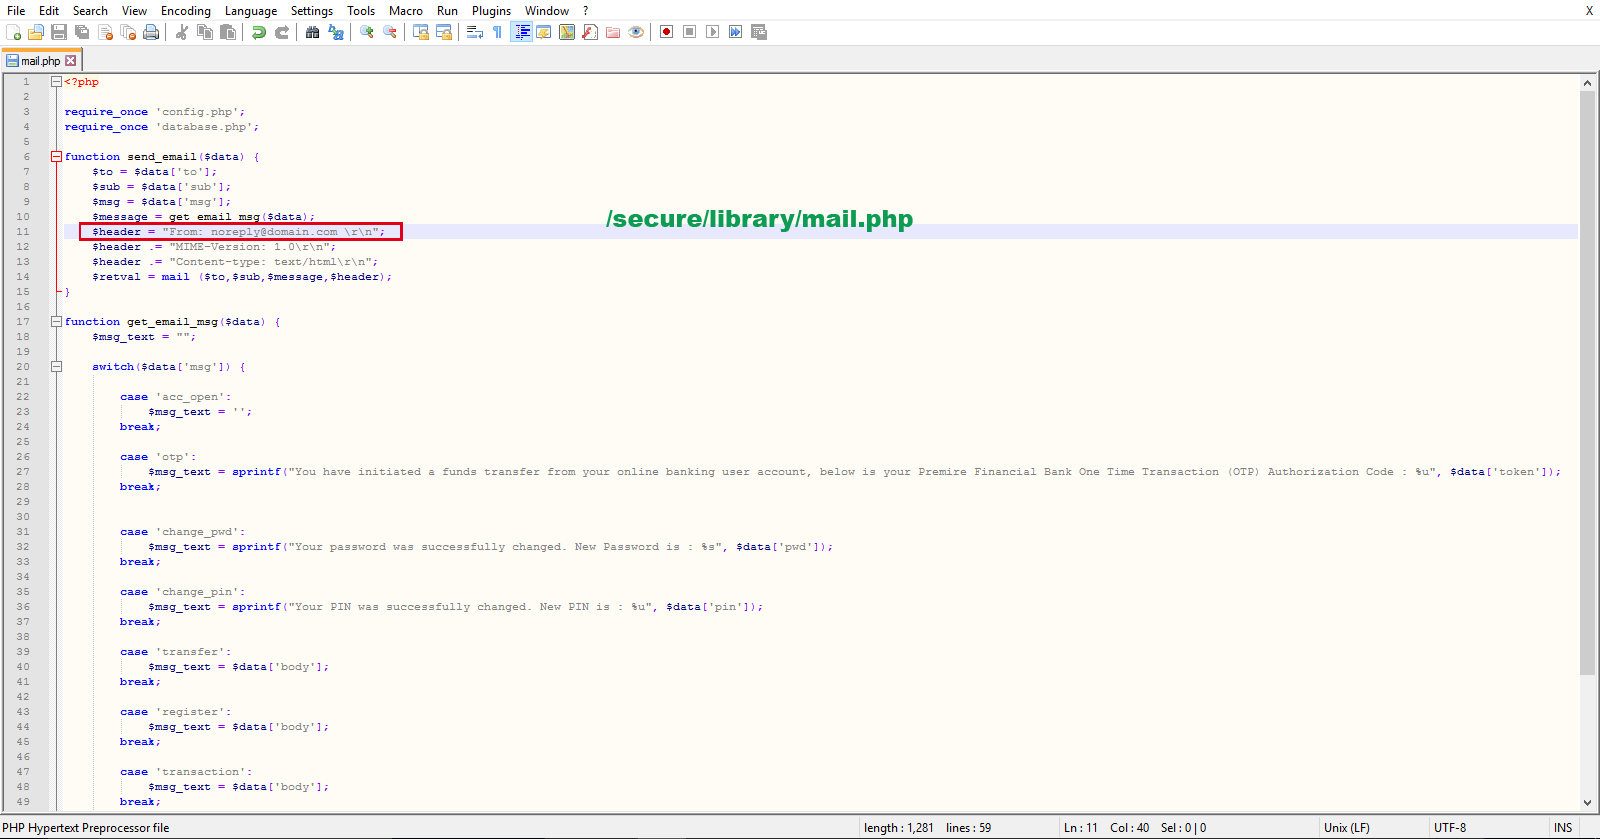 File Edit Search View Encoding Language Settings Tools Macro Run Plugins Window ? X
mail.php
1 <?php
2
3 require_once 'config.php';
4 require_once 'database.php';
5
6 function send_email($data) {
7 $to = $data['to'];
8 $sub = $data['sub'];
9 $msg = $data['msg'];
10 $message = get_email_msg($data);
/secure/library/mail.php
11 $header = "From: noreply@domain.com \r\n";
12 $header .= "MIME-Version: 1.0\r\n";
13 $header .= "Content-type: text/html\r\n";
14 $retval = mail ($to,$sub,$message,$header);
15 }
16
17 function get_email_msg($data) {
18 $msg_text = "";
19
20 switch($data['msg']) {
21
22 case 'acc_open':
23 $msg_text = '';
24 break;
25
26 case 'otp':
27 $msg_text = sprintf("You have initiated a funds transfer from your online banking user account, below is your Premire Financial Bank One Time Transaction (OTP) Authorization Code : %u", $data['token']);
28 break;
29
30
31 case 'change_pwd':
32 $msg_text = sprintf("Your password was successfully changed. New Password is : %s", $data['pwd']);
33 break;
34
35 case 'change_pin':
36 $msg_text = sprintf("Your PIN was successfully changed. New PIN is : %u", $data['pin']);
37 break;
38
39 case 'transfer':
40 $msg_text = $data['body'];
41 break;
42
43 case 'register':
44 $msg_text = $data['body'];
45 break;
46
47 case 'transaction':
48 $msg_text = $data['body'];
49 break;
PHP Hypertext Preprocessor file length : 1,281 lines : 59 Ln : 11 Col : 40 Sel : 0 | 0 Unix (LF) UTF-8 INS